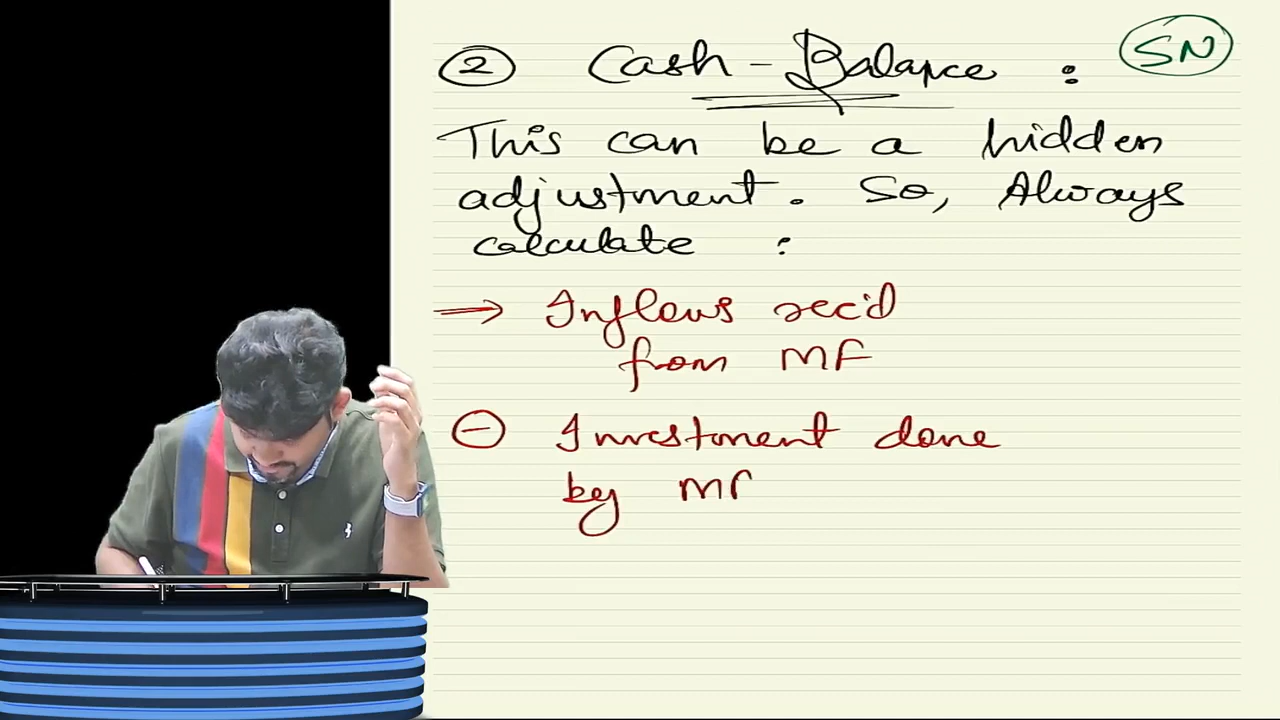 ② Cash - Balance :
SN
This can be a hidden
adjustment. So, Always
calculate :
→ Inflows rec'd
from MF
⊖ Investment done
by MF